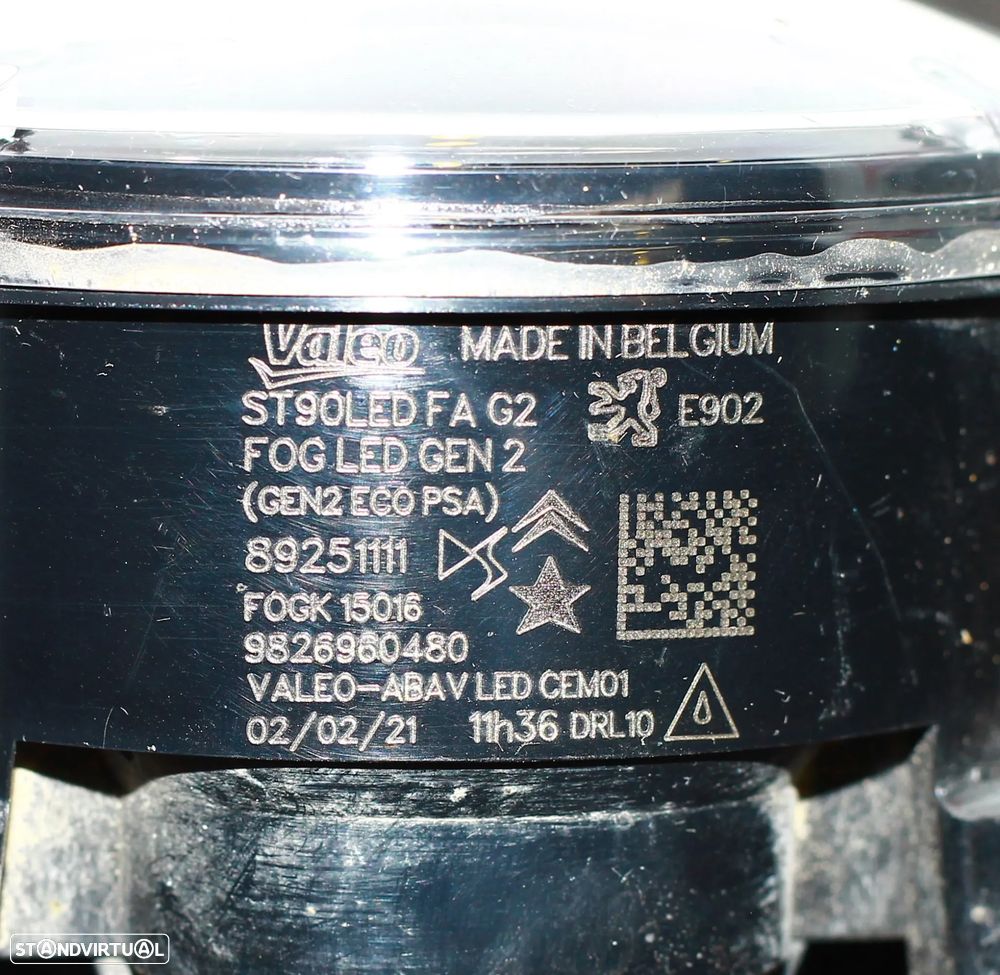 Valeo MADE IN BELGIUM
ST90LED FA G2 E902
FOG LED GEN 2
(GEN2 ECO PSA)
89251111
FOGK 15016
9826960480
VALEO-ABAV LED CEM01
02/02/21 11h36 DRL10
STANDVIRTUAL